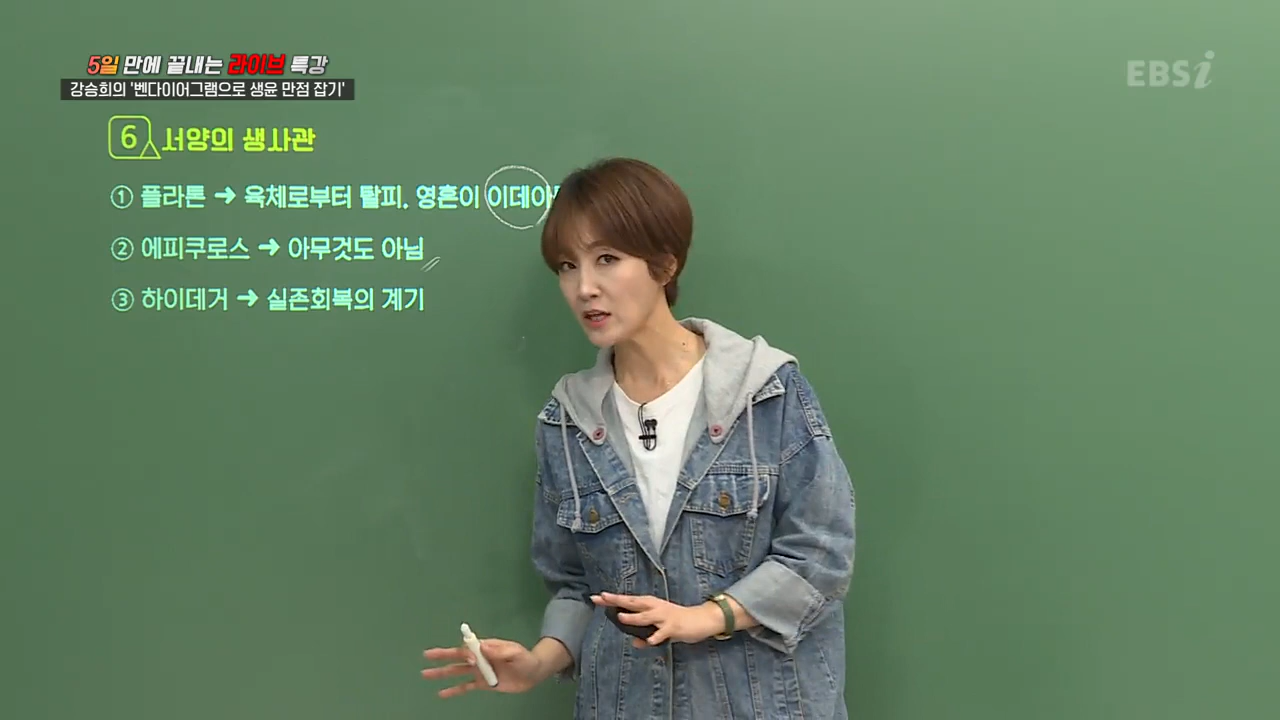 5일 만에 끝내는 라이브 특강
강승희의 '벤다이어그램으로 생윤 만점 잡기'
EBSi
6 서양의 생사관
① 플라톤 → 육체로부터 탈피, 영혼이 이데아
② 에피쿠로스 → 아무것도 아님
③ 하이데거 → 실존회복의 계기